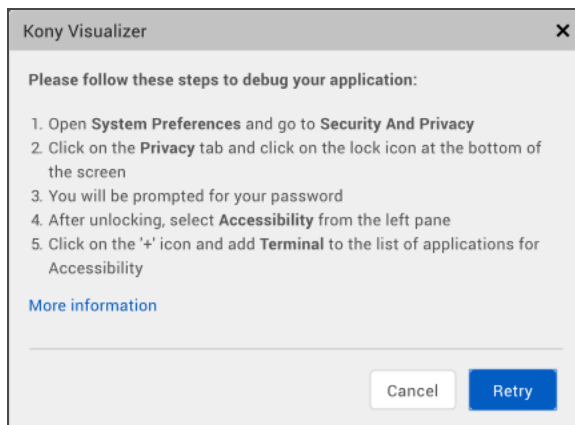 Kony Visualizer
Please follow these steps to debug your application:
1. Open System Preferences and go to Security And Privacy
2. Click on the Privacy tab and click on the lock icon at the bottom of
the screen
3. You will be prompted for your password
4. After unlocking, select Accessibility from the left pane
5. Click on the '+' icon and add Terminal to the list of applications for
Accessibility
More information
Cancel
Retry